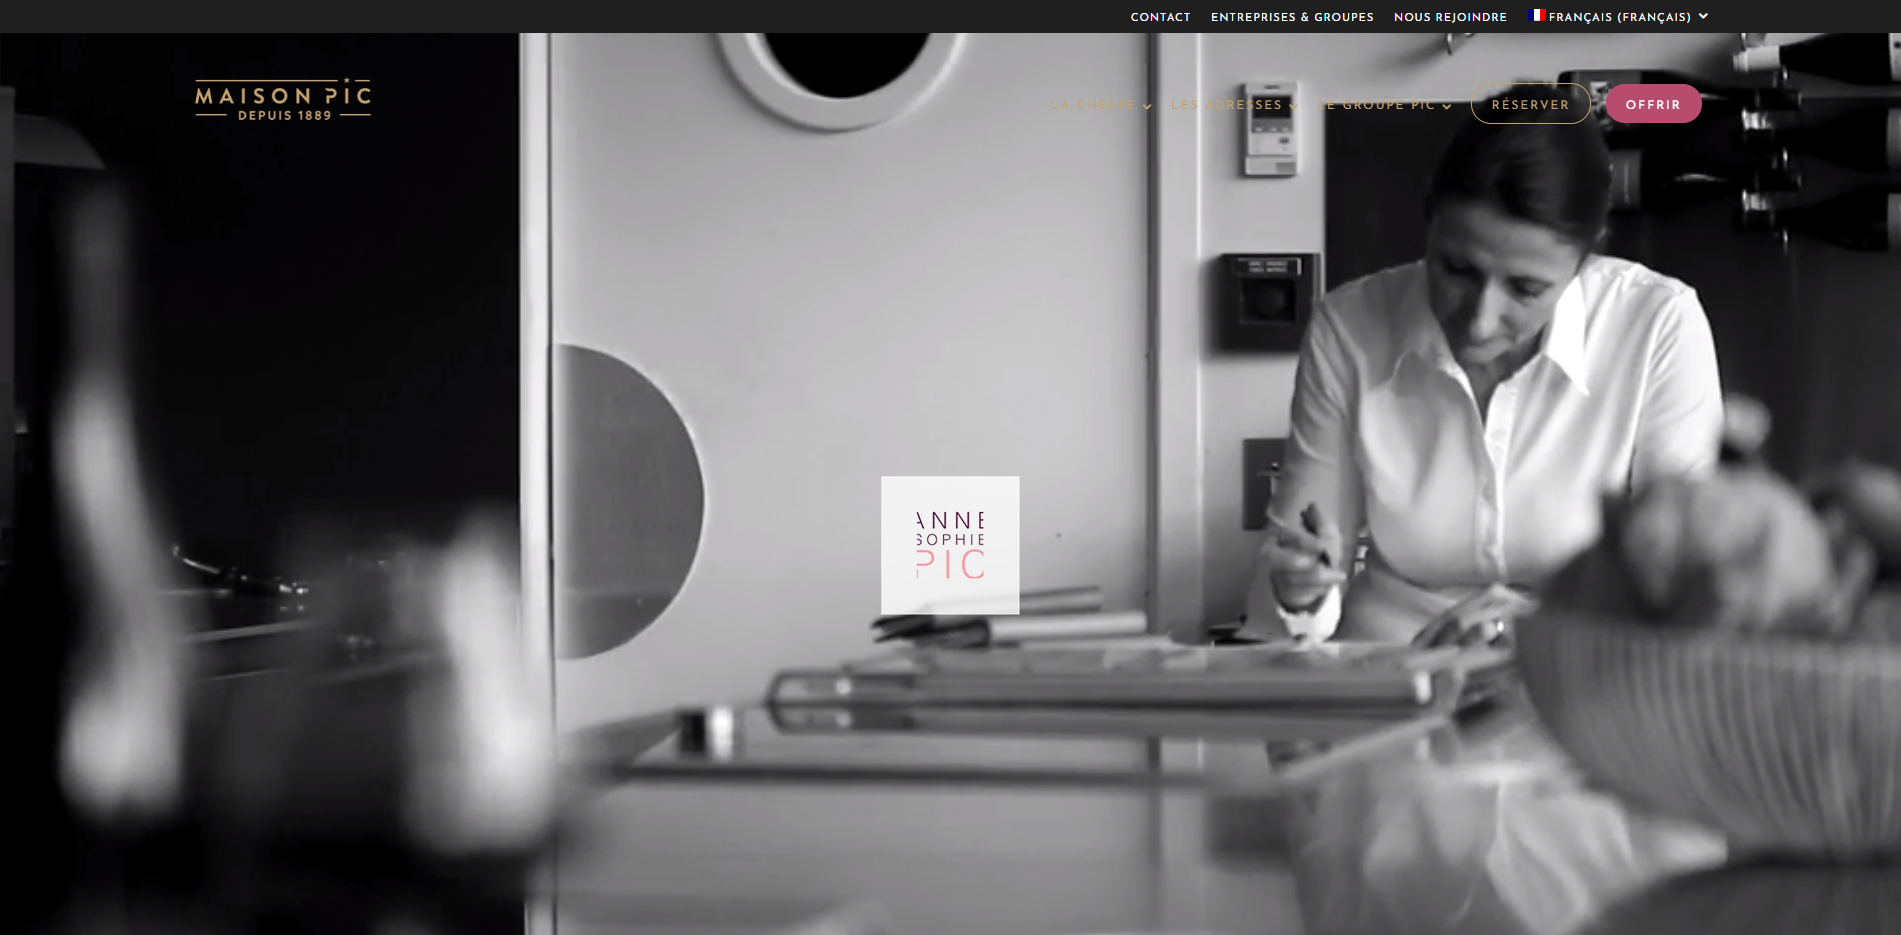 CONTACT
ENTREPRISES & GROUPES
NOUS REJOINDRE
FRANÇAIS (FRANÇAIS)
MAISON PIC
DEPUIS 1889
LA CHEFFE
LES ADRESSES
LE GROUPE PIC
RÉSERVER
OFFRIR
ANNE
SOPHIE
PIC